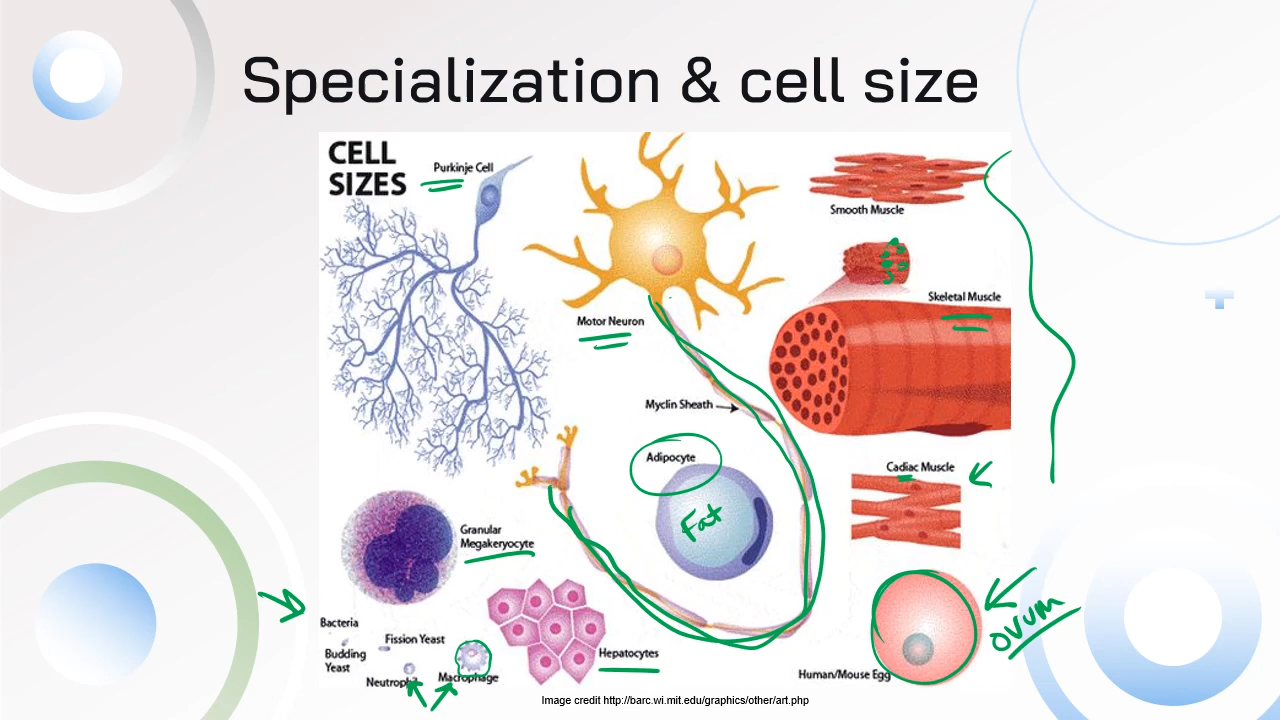 Specialization & cell size
CELL
SIZES
Purkinje Cell
Smooth Muscle
Skeletal Muscle
Motor Neuron
Myclin Sheath
Adipocyte
Fat
Cadiac Muscle
Granular
Megakeryocyte
Bacteria
Fission Yeast
Budding
Yeast
Neutrophil
Macrophage
Hepatocytes
Human/Mouse Egg
ovum
Image credit http://barc.wi.mit.edu/graphics/other/art.php